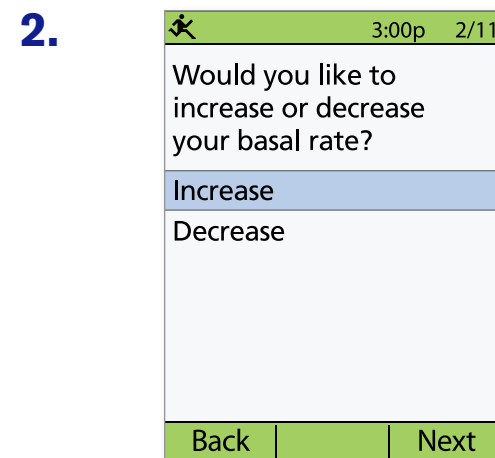 2.
3:00p 2/11
Would you like to
increase or decrease
your basal rate?
Increase
Decrease
Back Next